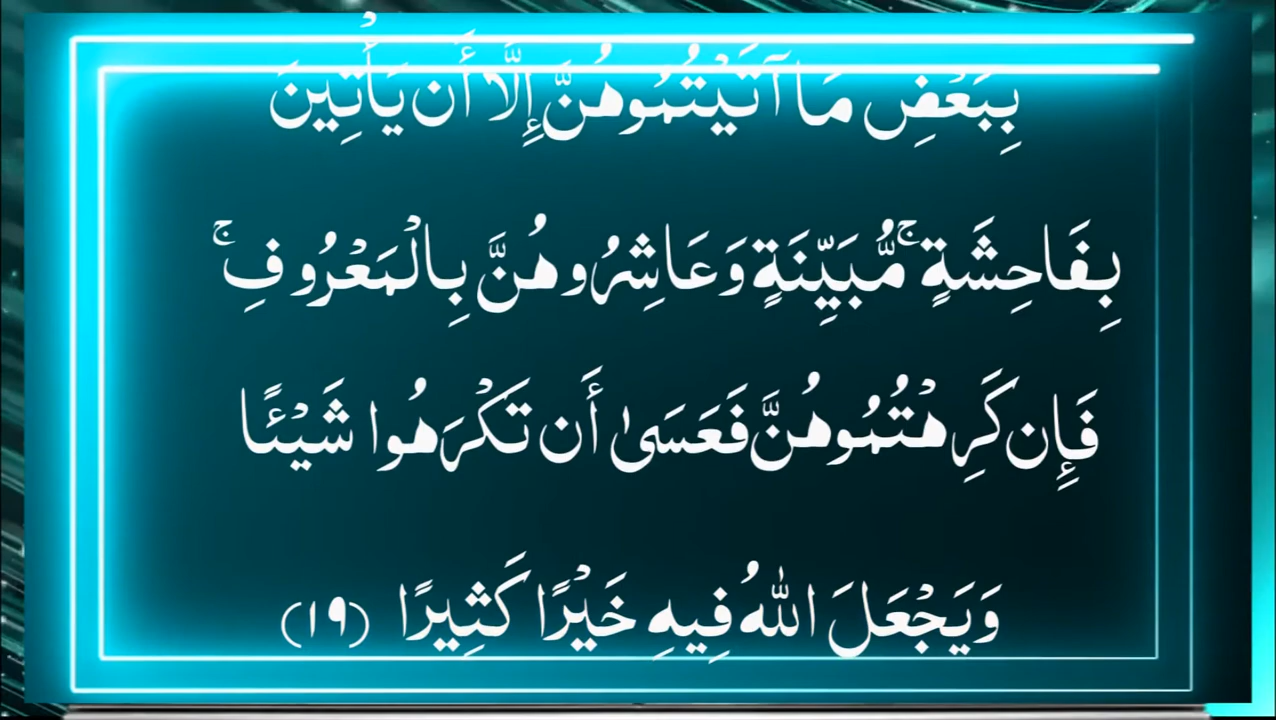 بِبَعْضِ مَا آتَيْتُمُوهُنَّ إِلَّا أَن يَأْتِينَ
بِفَاحِشَةٍ ۚ مُّبَيِّنَةٍ وَعَاشِرُوهُنَّ بِالْمَعْرُوفِ ۚ
فَإِن كَرِهْتُمُوهُنَّ فَعَسَىٰ أَن تَكْرَهُوا شَيْئًا
وَيَجْعَلَ اللَّهُ فِيهِ خَيْرًا كَثِيرًا (١٩)